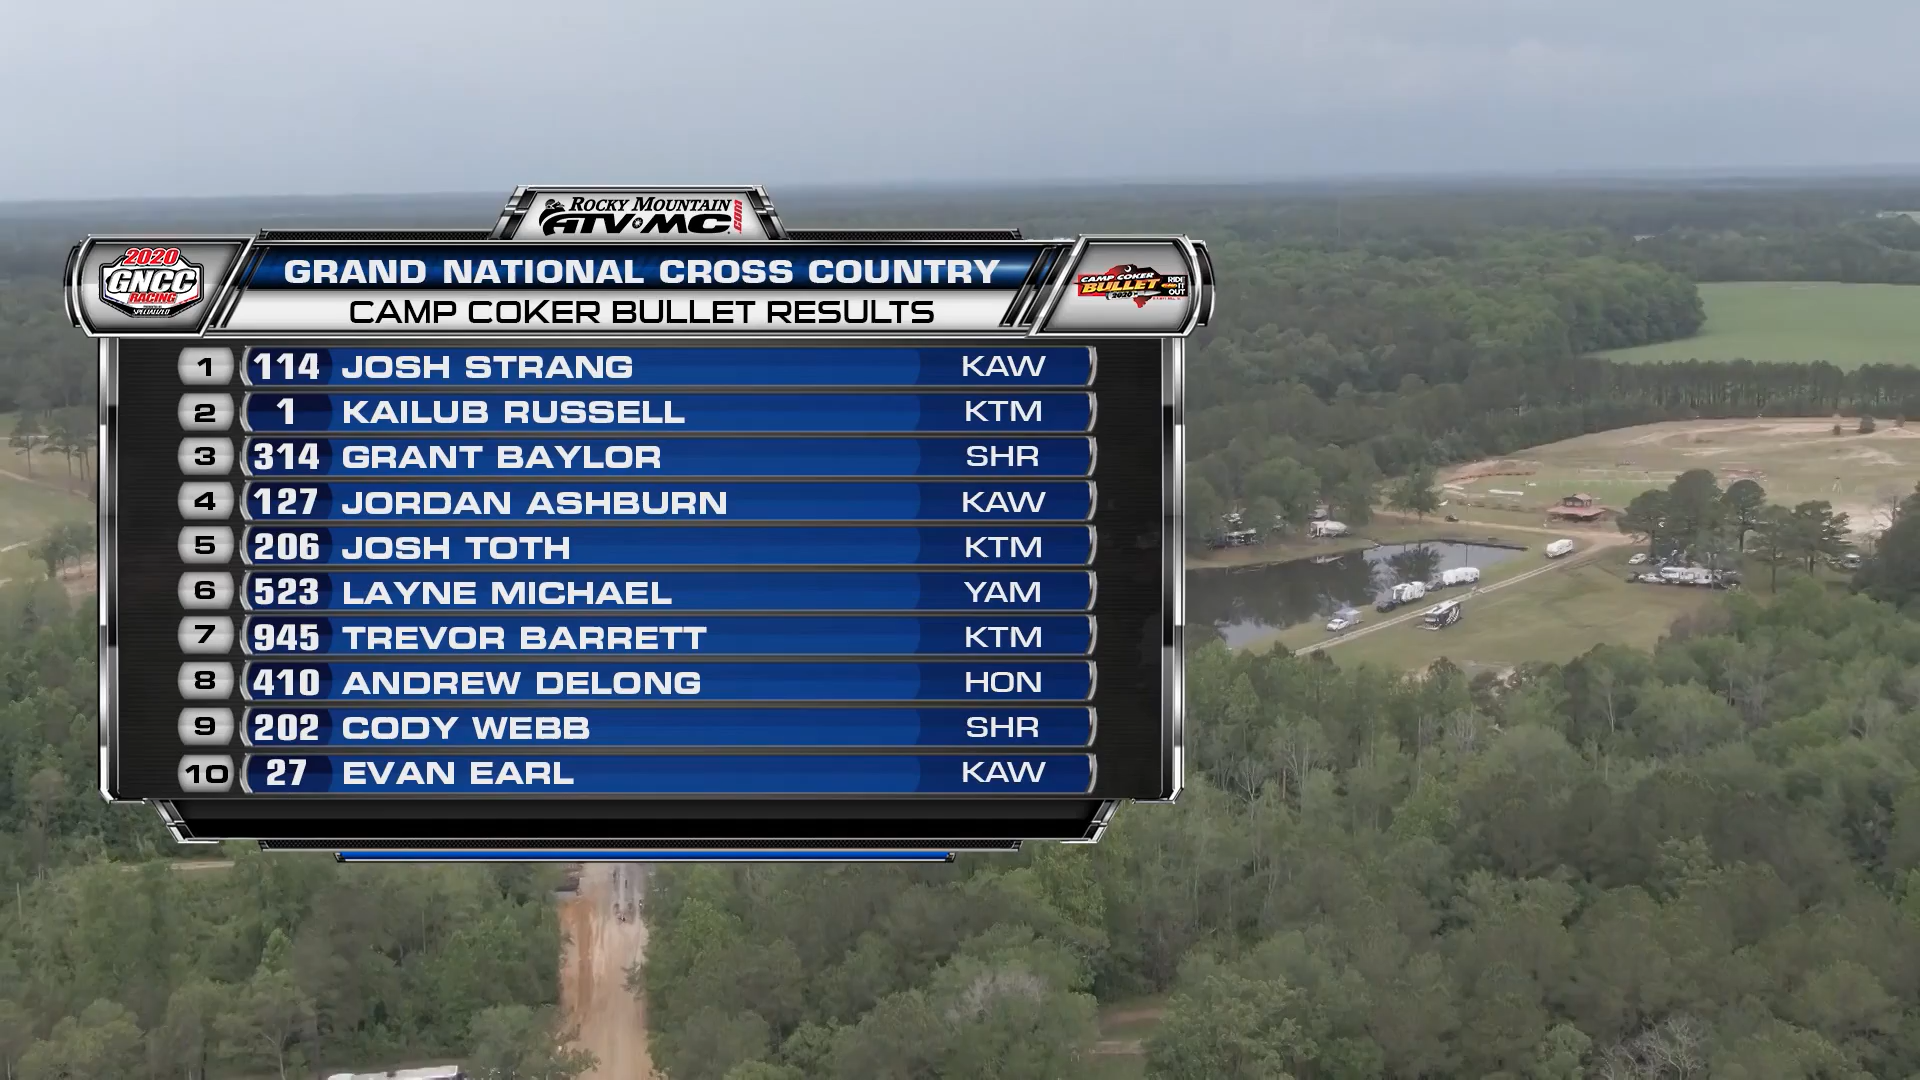 ROCKY MOUNTAIN
ATV MC .COM
2020
GNCC
RACING
SPECIALIZED
GRAND NATIONAL CROSS COUNTRY
CAMP COKER BULLET RESULTS
CAMP COKER
BULLET
2020
RIDE
IT
OUT
1 114 JOSH STRANG KAW
2 1 KAILUB RUSSELL KTM
3 314 GRANT BAYLOR SHR
4 127 JORDAN ASHBURN KAW
5 206 JOSH TOTH KTM
6 523 LAYNE MICHAEL YAM
7 945 TREVOR BARRETT KTM
8 410 ANDREW DELONG HON
9 202 CODY WEBB SHR
10 27 EVAN EARL KAW